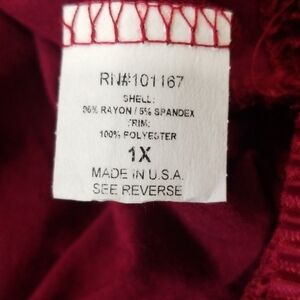 RN#101167
SHELL:
95% RAYON / 5% SPANDEX
TRIM:
100% POLYESTER
1X
MADE IN U.S.A.
SEE REVERSE